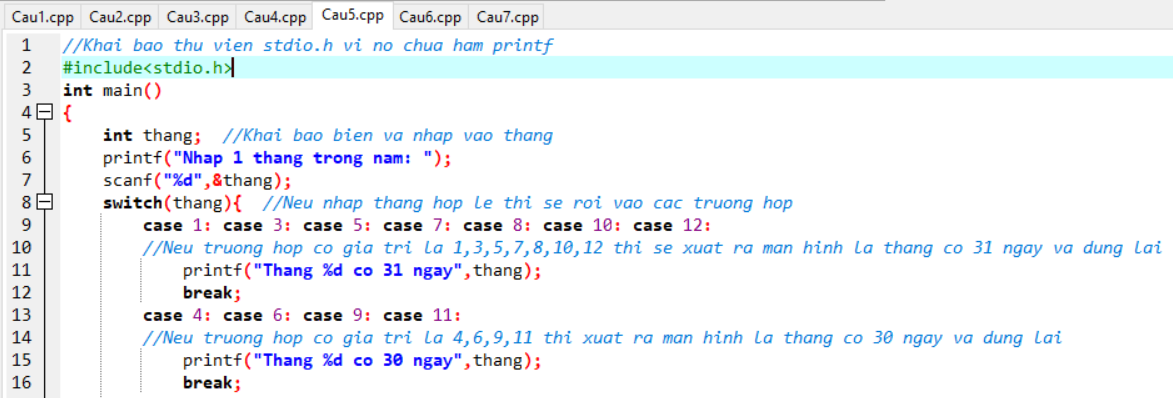 Cau1.cpp Cau2.cpp Cau3.cpp Cau4.cpp Cau5.cpp Cau6.cpp Cau7.cpp
1 //Khai bao thu vien stdio.h vi no chua ham printf
2 #include<stdio.h>
3 int main()
4 {
5 int thang; //Khai bao bien va nhap vao thang
6 printf("Nhap 1 thang trong nam: ");
7 scanf("%d",&thang);
8 switch(thang){ //Neu nhap thang hop le thi se roi vao cac truong hop
9 case 1: case 3: case 5: case 7: case 8: case 10: case 12:
10 //Neu truong hop co gia tri la 1,3,5,7,8,10,12 thi se xuat ra man hinh la thang co 31 ngay va dung lai
11 printf("Thang %d co 31 ngay",thang);
12 break;
13 case 4: case 6: case 9: case 11:
14 //Neu truong hop co gia tri la 4,6,9,11 thi xuat ra man hinh la thang co 30 ngay va dung lai
15 printf("Thang %d co 30 ngay",thang);
16 break;